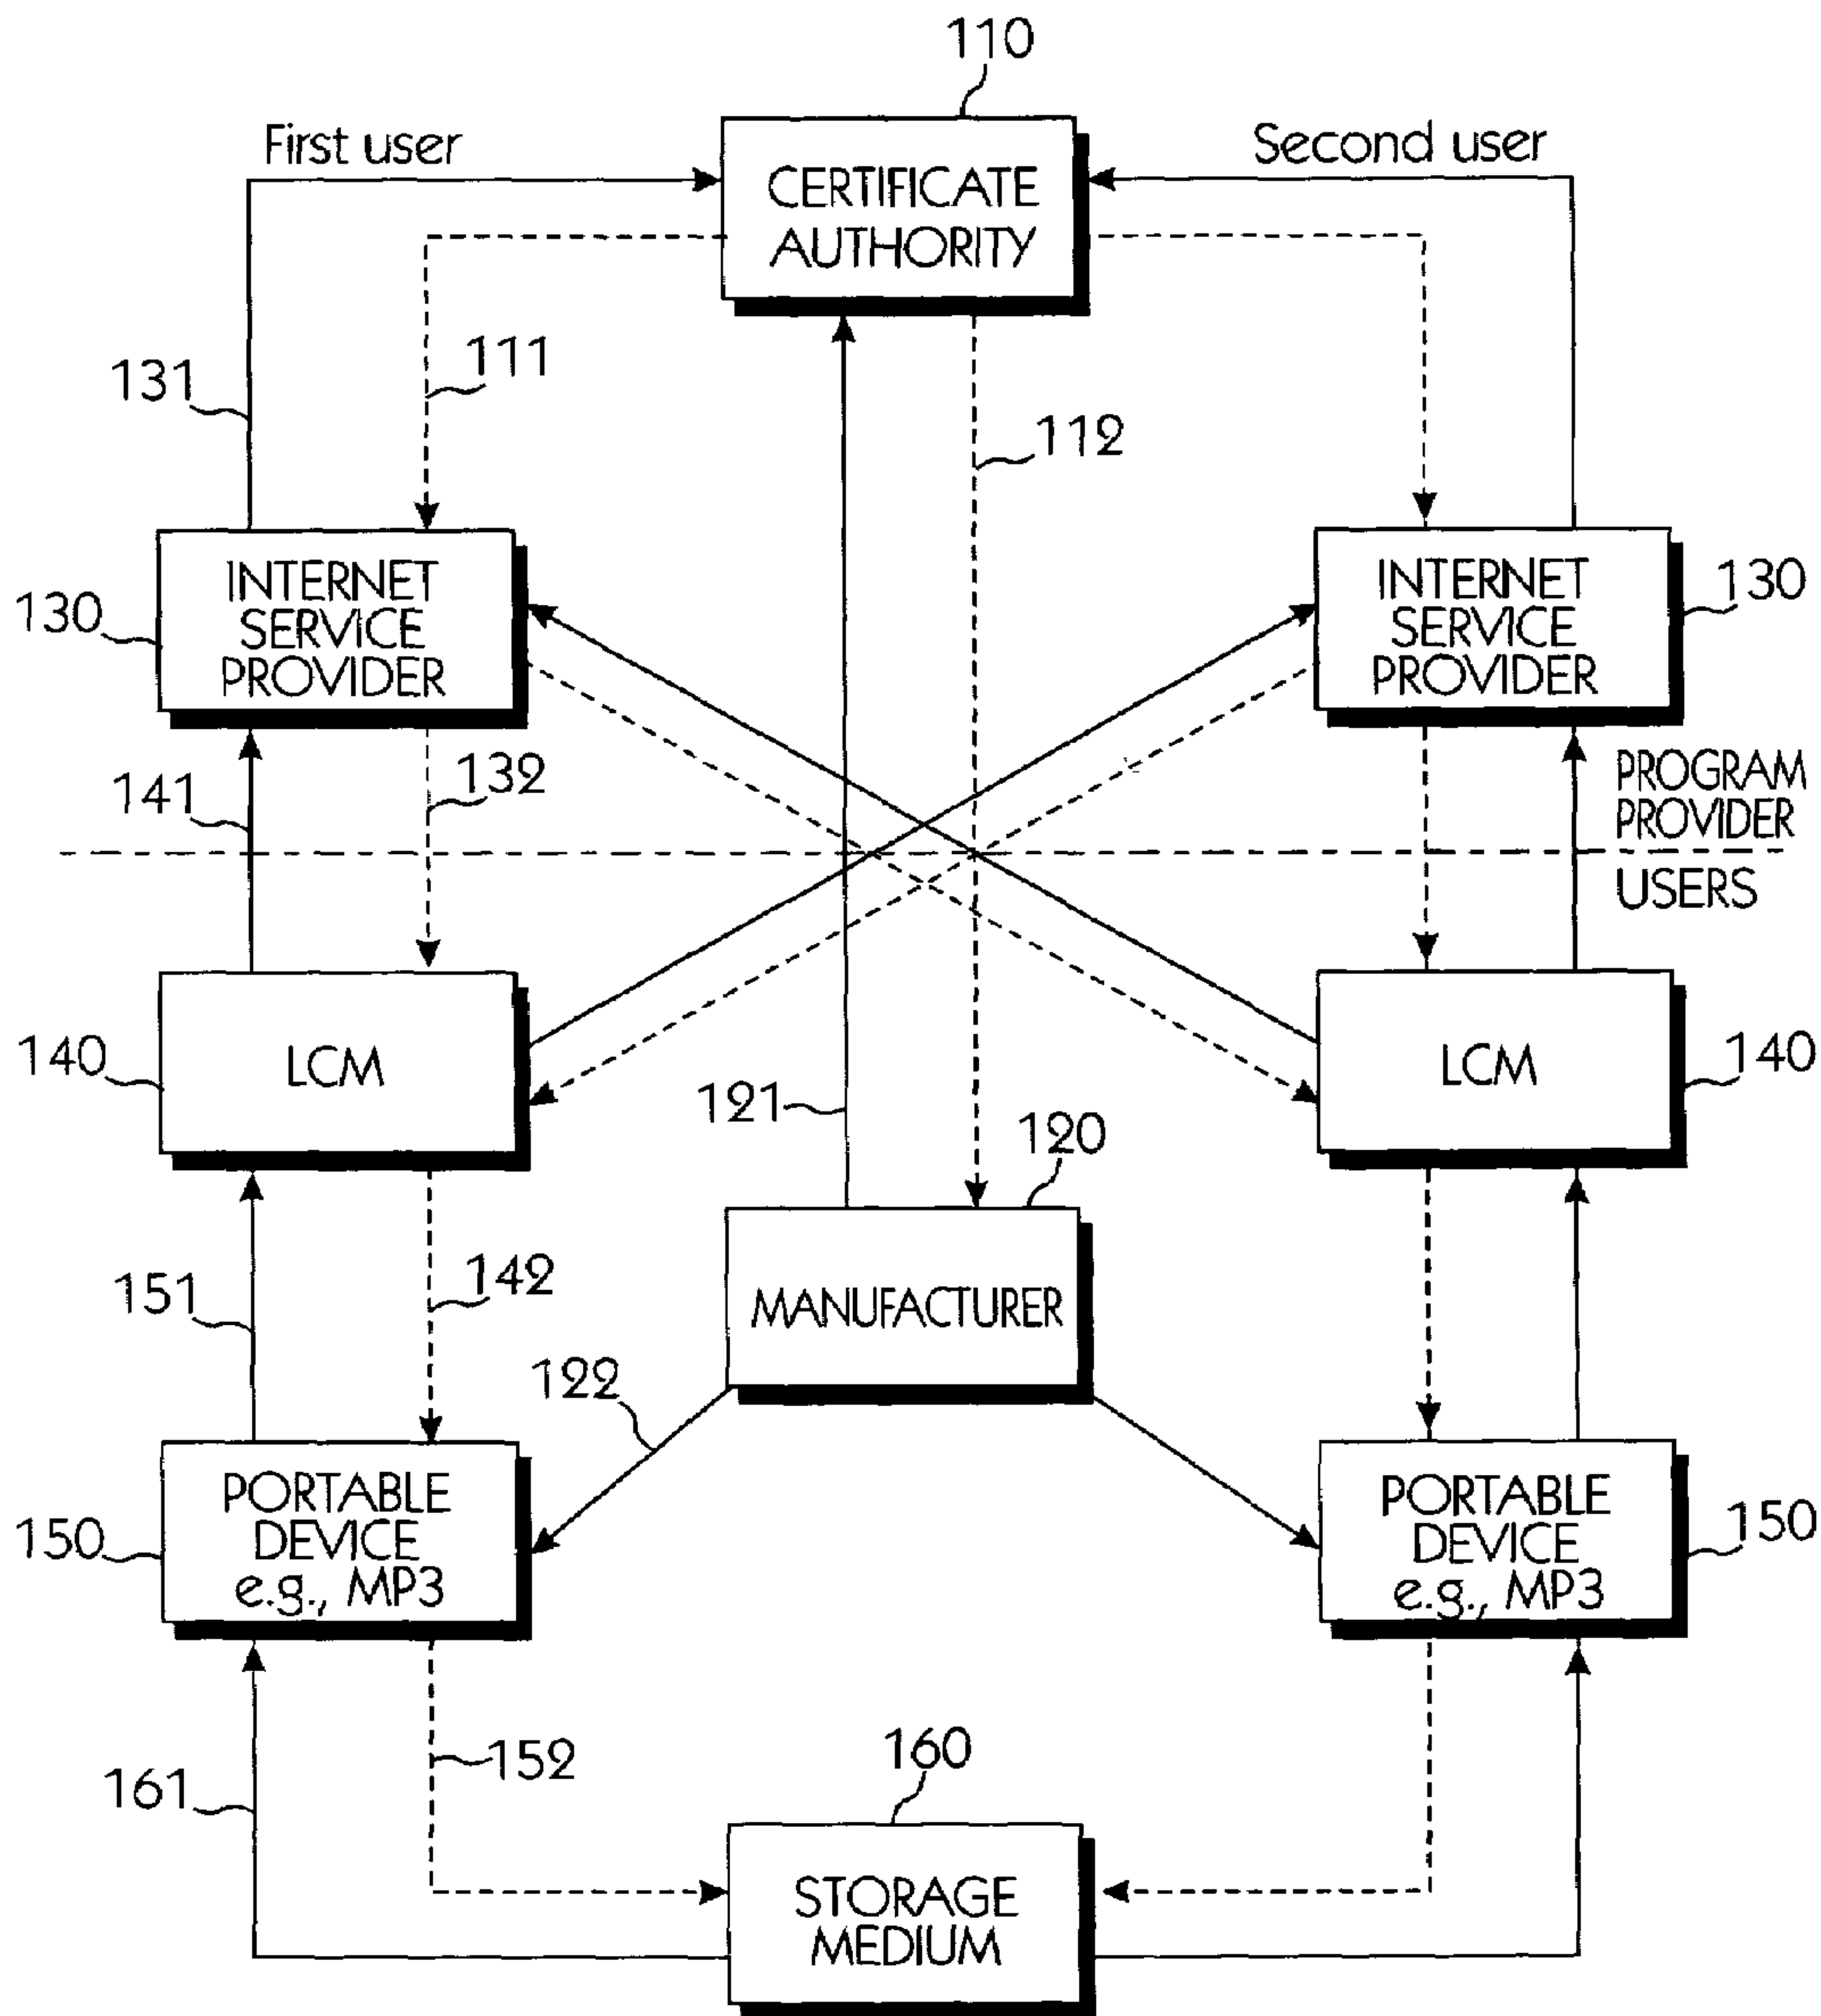 110
First user
Second user
CERTIFICATE
AUTHORITY
131
111
112
130
INTERNET
SERVICE
PROVIDER
INTERNET
SERVICE
PROVIDER
130
141
132
PROGRAM
PROVIDER
USERS
140
LCM
LCM
140
121
120
151
142
MANUFACTURER
122
150
PORTABLE
DEVICE
e.g., MP3
PORTABLE
DEVICE
e.g., MP3
150
161
152
160
STORAGE
MEDIUM